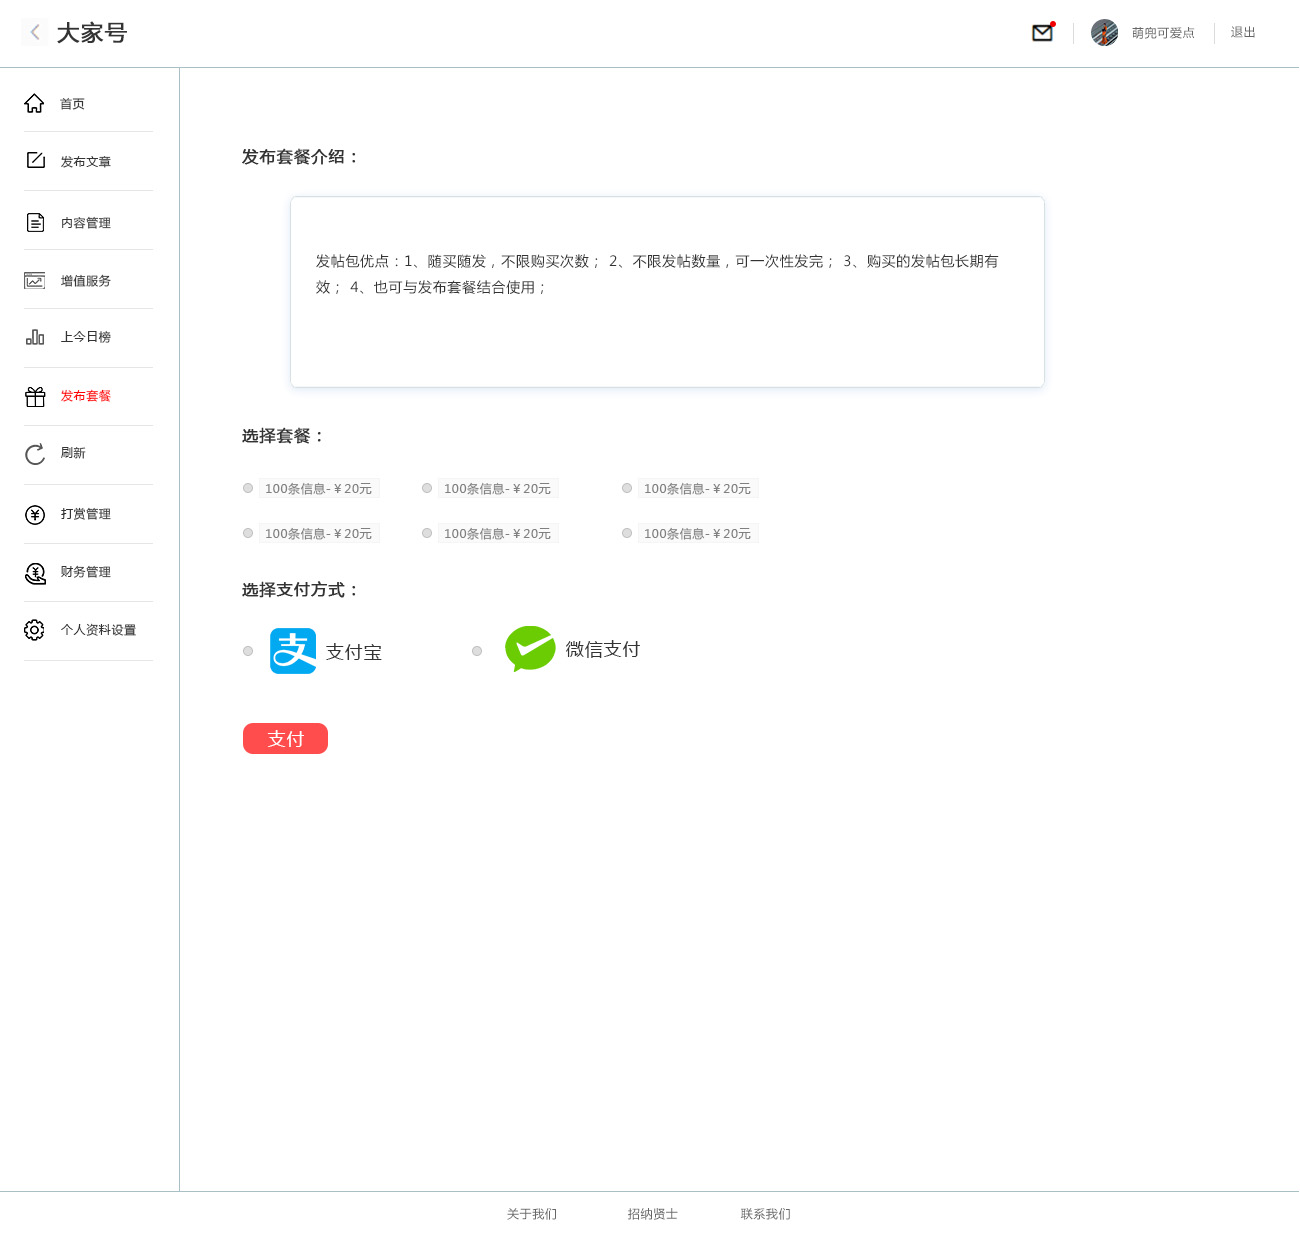 大家号
萌兜可爱点
退出
首页
发布文章
内容管理
增值服务
上今日榜
发布套餐
刷新
打赏管理
财务管理
个人资料设置
发布套餐介绍：
发帖包优点：1、随买随发，不限购买次数； 2、不限发帖数量，可一次性发完； 3、购买的发帖包长期有
效； 4、也可与发布套餐结合使用；
选择套餐：
100条信息-￥20元
100条信息-￥20元
100条信息-￥20元
100条信息-￥20元
100条信息-￥20元
100条信息-￥20元
选择支付方式：
支 支付宝
微信支付
支付
关于我们
招纳贤士
联系我们